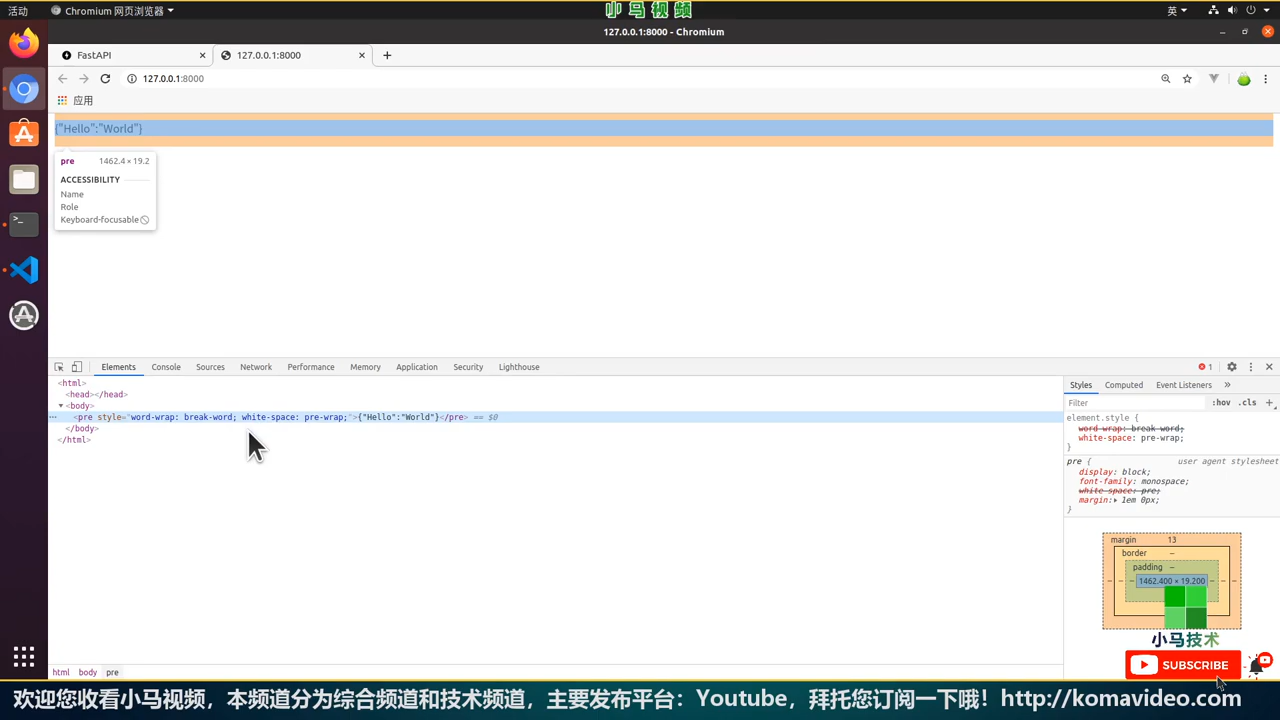 活动
Chromium 网页浏览器
小马视频
英
127.0.0.1:8000 - Chromium
FastAPI
127.0.0.1:8000
127.0.0.1:8000
应用
{"Hello":"World"}
pre 1462.4 × 19.2
ACCESSIBILITY
Name
Role
Keyboard-focusable
Elements Console Sources Network Performance Memory Application Security Lighthouse
1
<html>
<head></head>
<body>
<pre style="word-wrap: break-word; white-space: pre-wrap;">{"Hello":"World"}</pre> == $0
</body>
</html>
Styles Computed Event Listeners »
Filter :hov .cls +
element.style {
word-wrap: break-word;
white-space: pre-wrap;
}
pre { user agent stylesheet
display: block;
font-family: monospace;
white-space: pre;
margin: 1em 0px;
}
margin 13
border –
padding –
1462.400 × 19.200
小马技术
SUBSCRIBE
html body pre
欢迎您收看小马视频，本频道分为综合频道和技术频道，主要发布平台：Youtube，拜托您订阅一下哦！http://komavideo.com